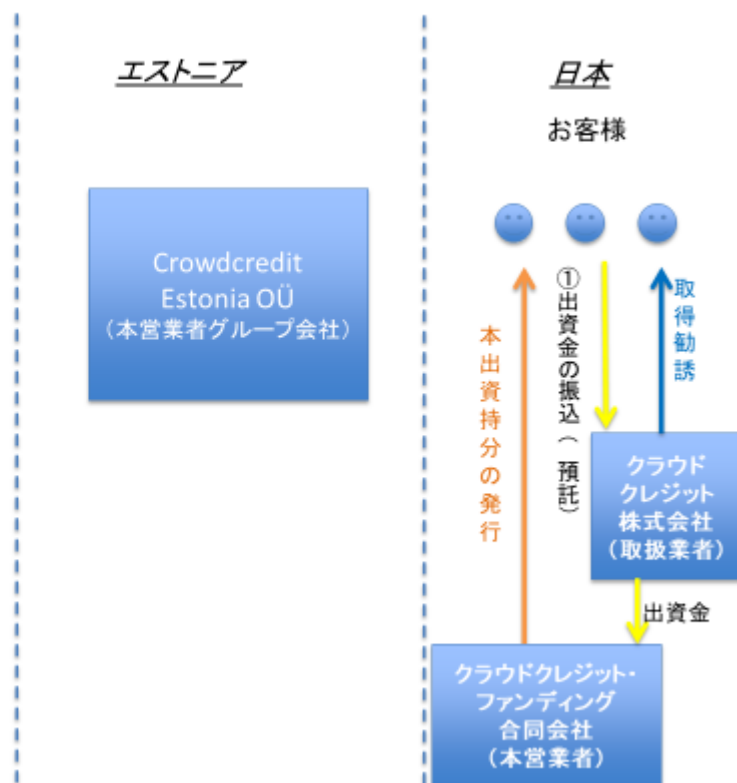 エストニア
日本
お客様
Crowdcredit
Estonia OÜ
（本営業者グループ会社）
本出資持分の発行
①出資金の振込（ 預託）
取得勧誘
クラウド
クレジット
株式会社
（取扱業者）
出資金
クラウドクレジット・
ファンディング
合同会社
（本営業者）